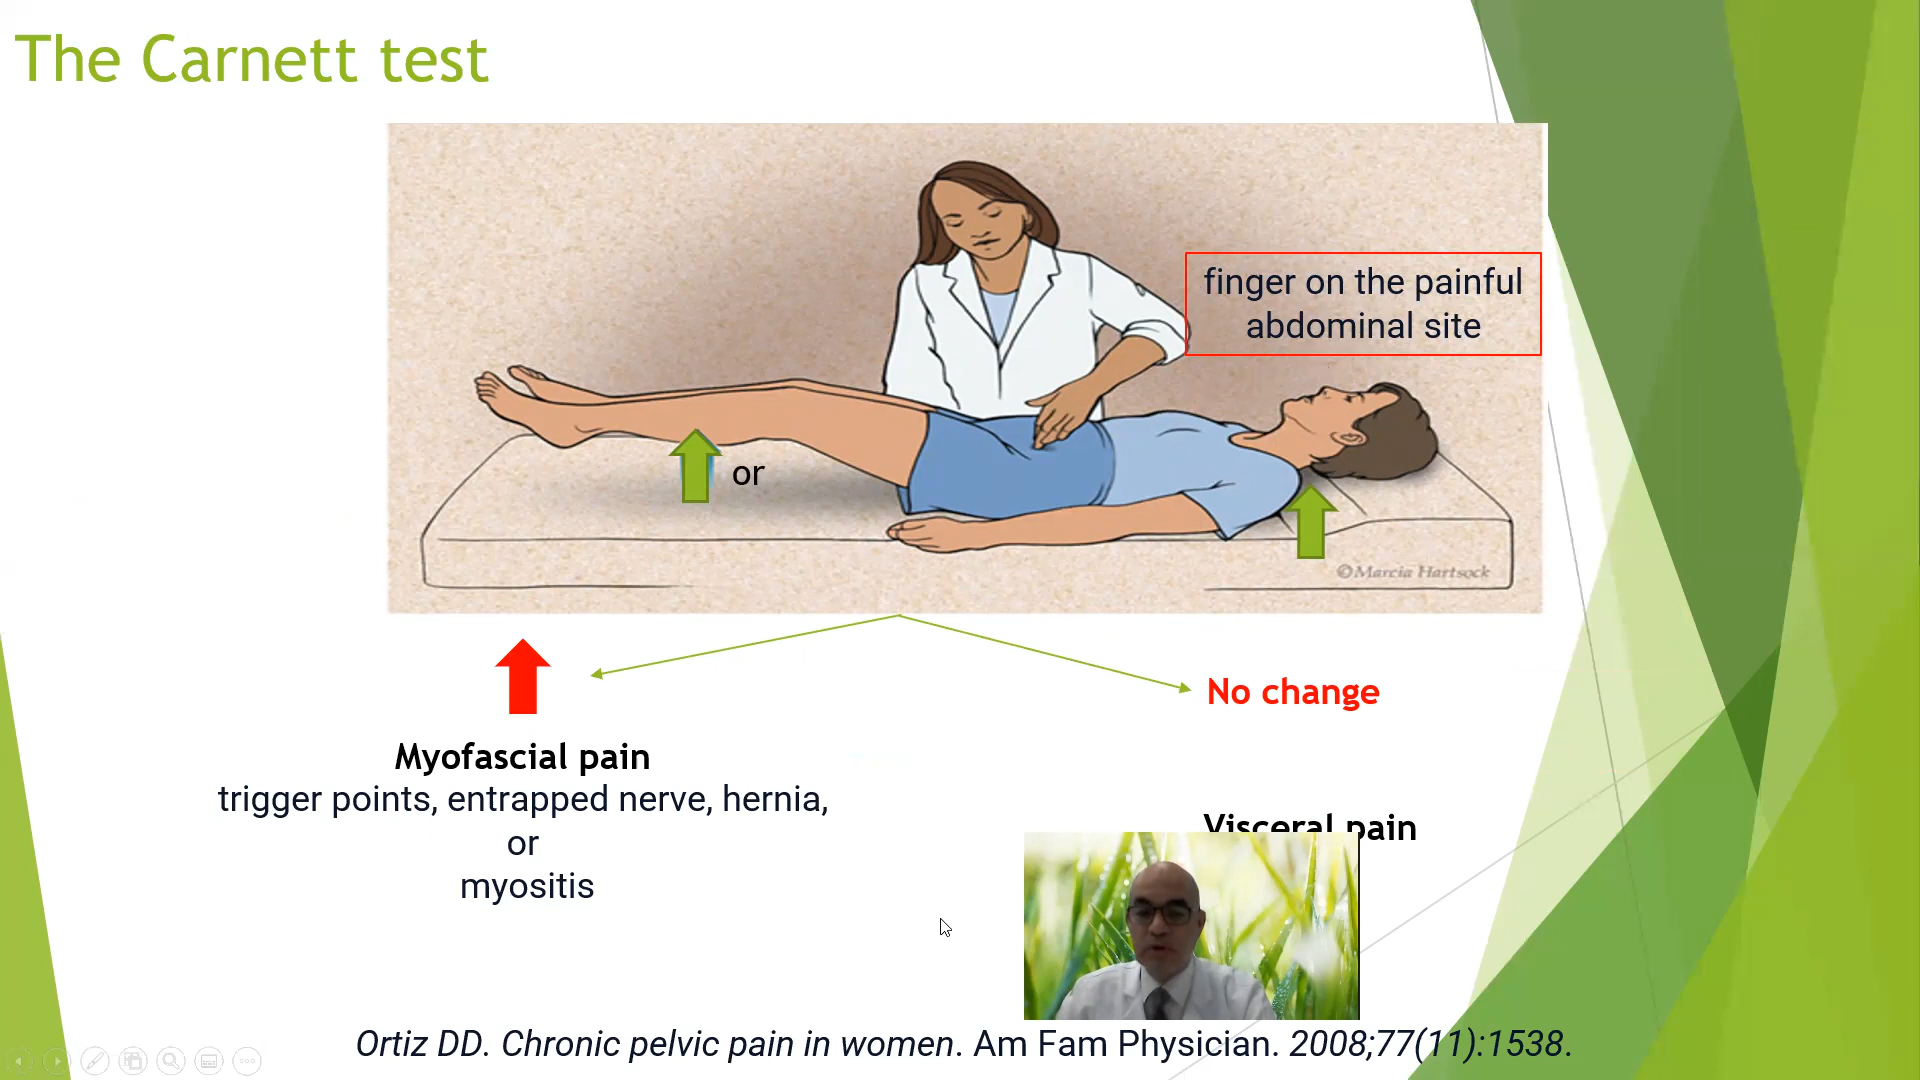 The Carnett test
finger on the painful
abdominal site
or
©Marcia Hartsock
No change
Myofascial pain
trigger points, entrapped nerve, hernia,
or
myositis
Visceral pain
Ortiz DD. Chronic pelvic pain in women. Am Fam Physician. 2008;77(11):1538.